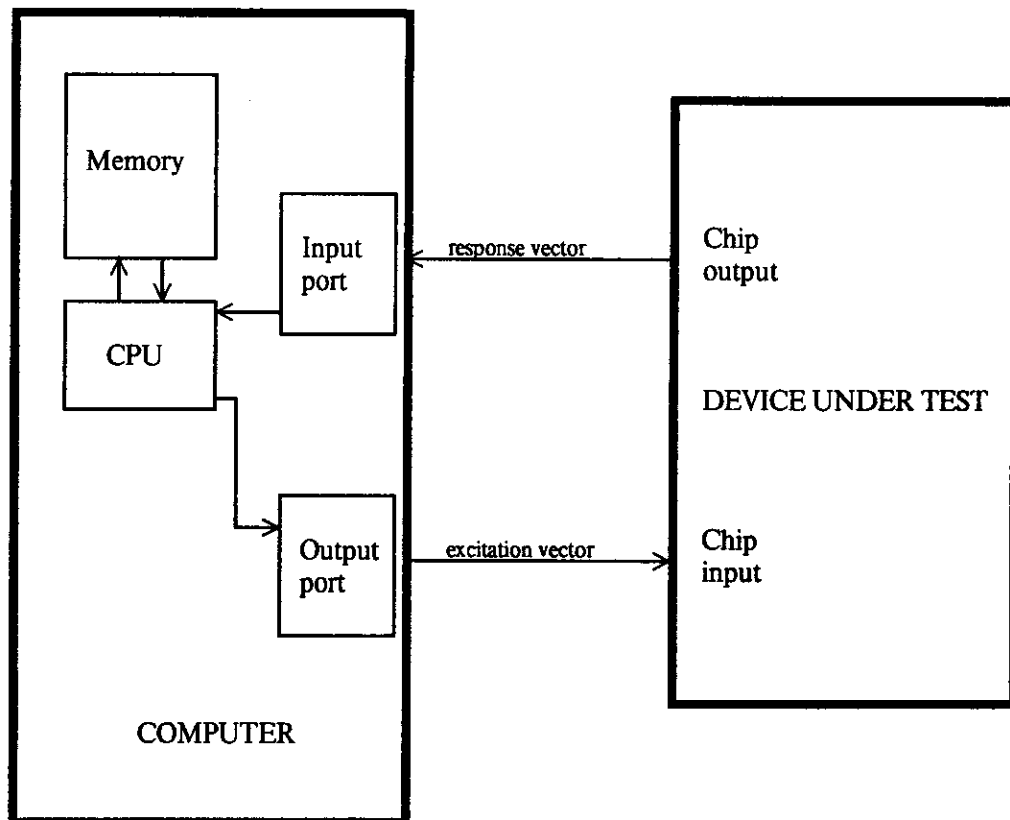 Memory
Input
port
CPU
Output
port
COMPUTER
response vector
excitation vector
Chip
output
DEVICE UNDER TEST
Chip
input